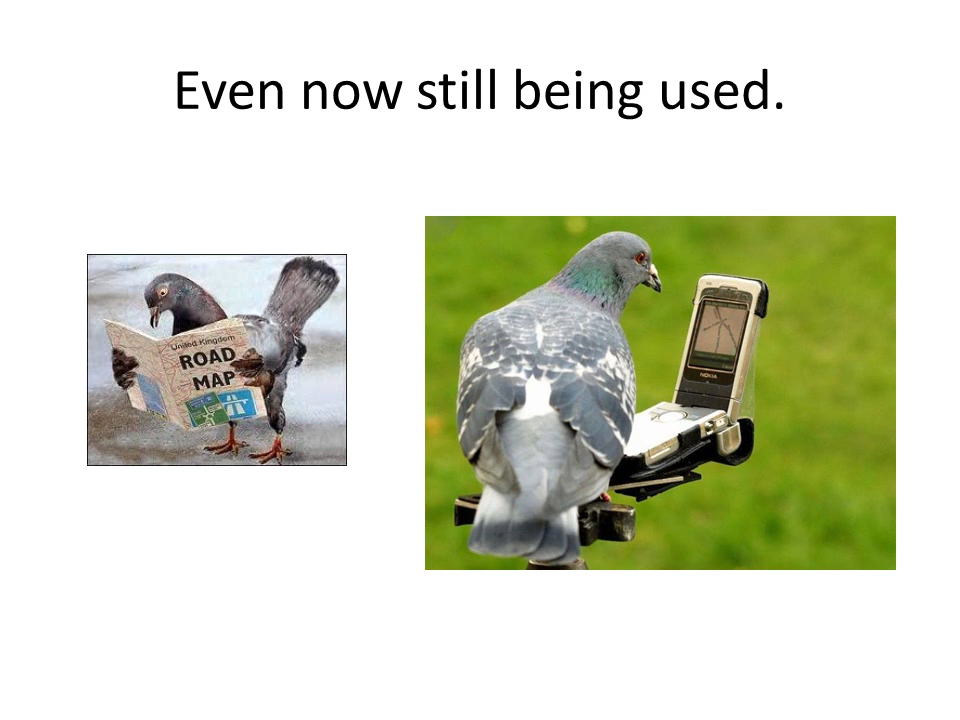 Even now still being used.
United Kingdom
ROAD
MAP
NOKIA